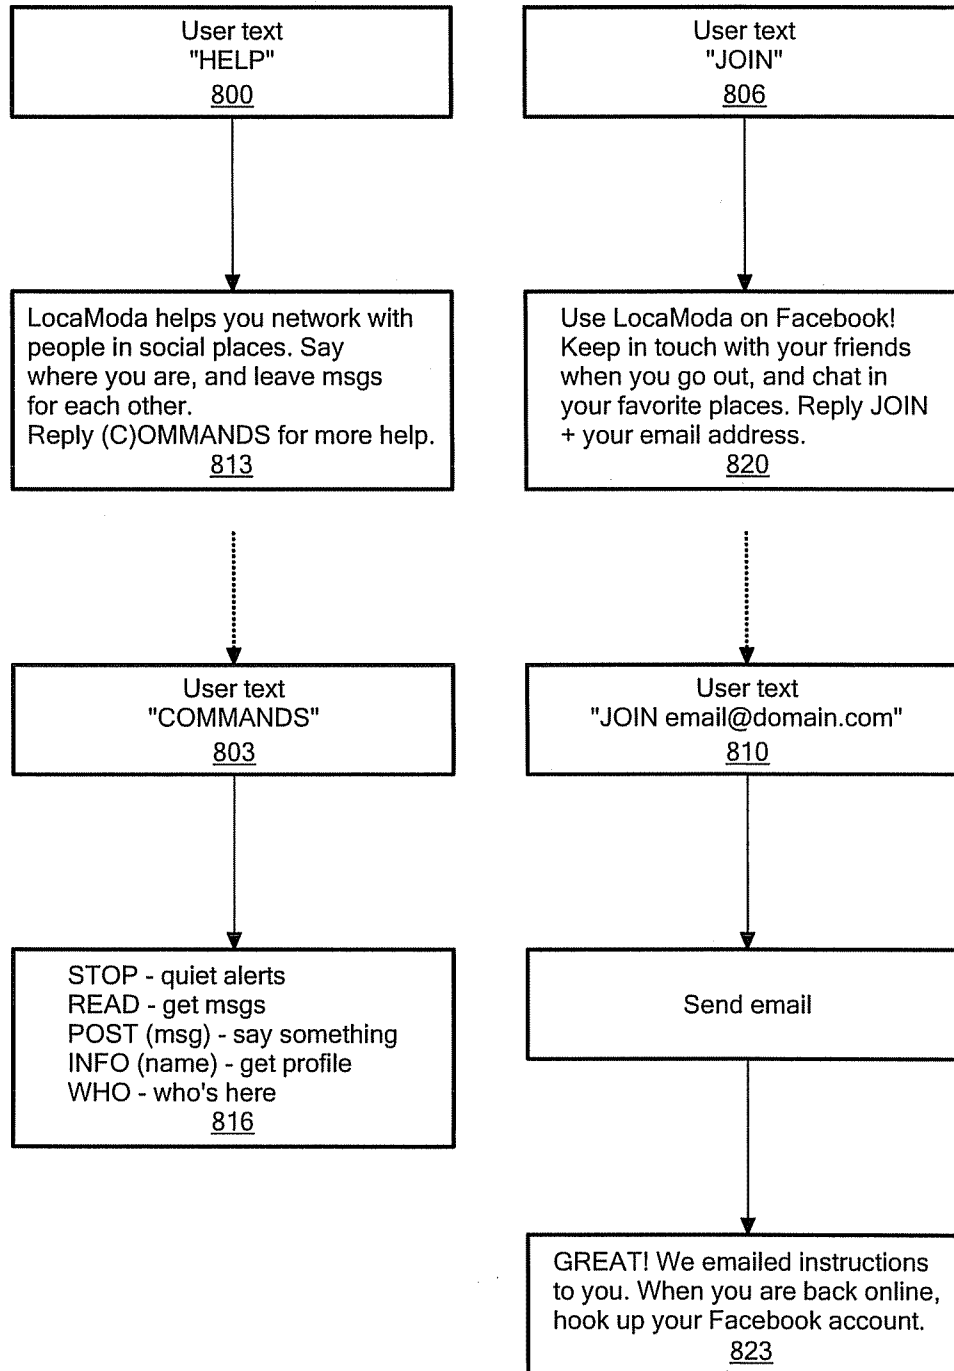 User text
"HELP"
800
LocaModa helps you network with
people in social places. Say
where you are, and leave msgs
for each other.
Reply (C)OMMANDS for more help.
813
User text
"COMMANDS"
803
STOP - quiet alerts
READ - get msgs
POST (msg) - say something
INFO (name) - get profile
WHO - who's here
816
User text
"JOIN"
806
Use LocaModa on Facebook!
Keep in touch with your friends
when you go out, and chat in
your favorite places. Reply JOIN
+ your email address.
820
User text
"JOIN email@domain.com"
810
Send email
GREAT! We emailed instructions
to you. When you are back online,
hook up your Facebook account.
823